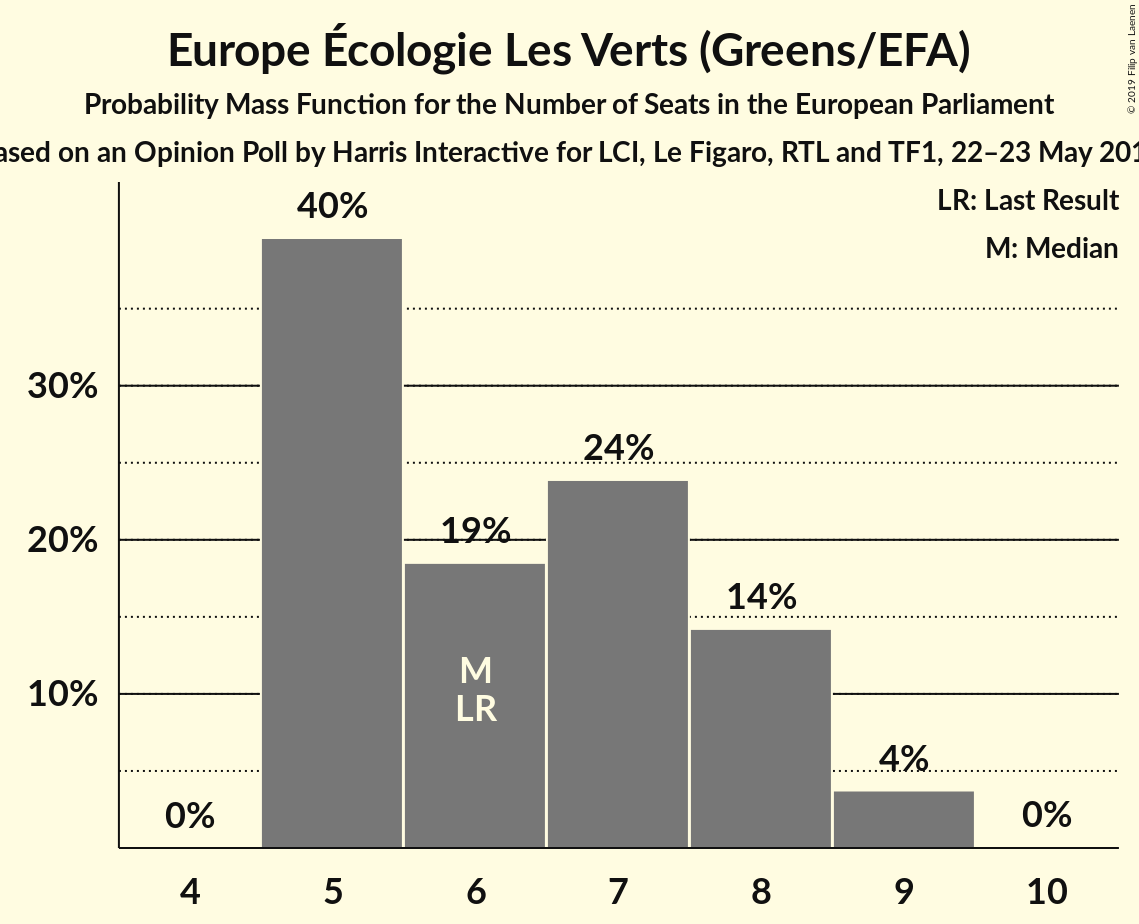 Europe Écologie Les Verts (Greens/EFA)
Probability Mass Function for the Number of Seats in the European Parliament
on an Opinion Poll by Harris Interactive for LCI, Le Figaro, RTL and TF1, 22–23 May
© 2019 Filip van Laenen
LR: Last Result
M: Median
40%
30%
24%
20%
19%
14%
M
LR
10%
4%
0%
0%
4 5 6 7 8 9 10